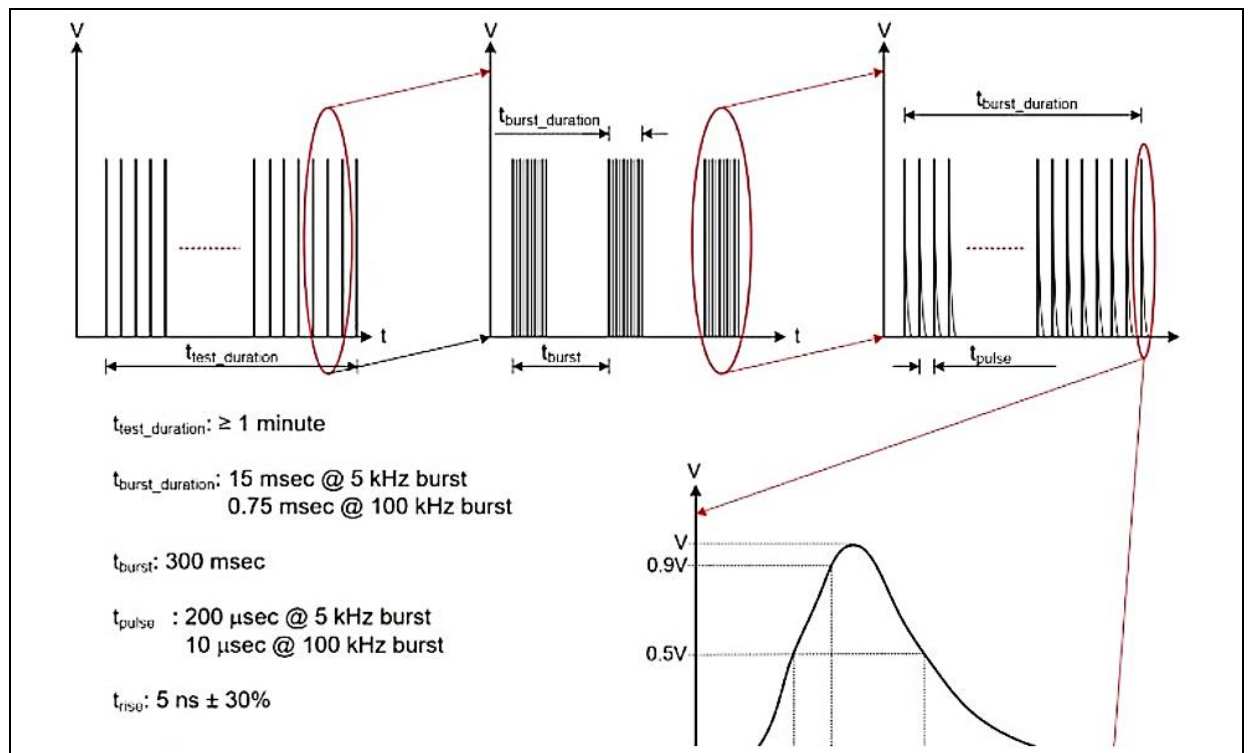 V
V
V
t_burst_duration
t_burst_duration
t
t
t_test_duration
t_burst
t_pulse
t_test_duration: ≥ 1 minute
t_burst_duration: 15 msec @ 5 kHz burst
0.75 msec @ 100 kHz burst
t_burst: 300 msec
t_pulse : 200 μsec @ 5 kHz burst
10 μsec @ 100 kHz burst
t_rise: 5 ns ± 30%
V
V
0.9V
0.5V